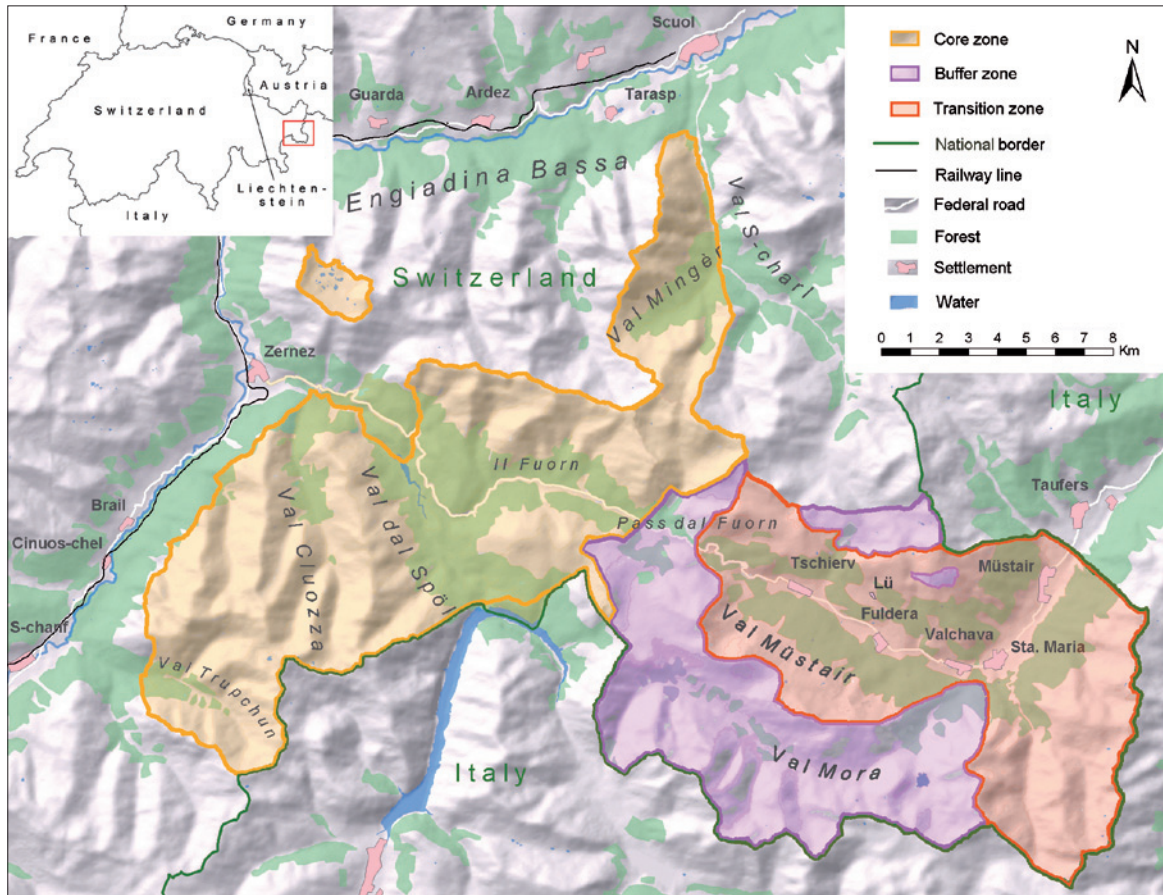 Germany
France
Austria
Switzerland
Liechten-
stein
Italy
Scuol
Guarda
Ardez
Tarasp
Engiadina Bassa
Val S-charl
Switzerland
Val Mingèr
Zernez
Il Fuorn
Val Cluozza
Val dal Spöl
Brail
Cinuos-chel
S-chanf
Val Trupchun
Pass dal Fuorn
Italy
Taufers
Tschierv
Lü
Müstair
Fuldera
Valchava
Sta. Maria
Val Müstair
Val Mora
Italy
Core zone
Buffer zone
Transition zone
National border
Railway line
Federal road
Forest
Settlement
Water
N
0 1 2 3 4 5 6 7 8
Km